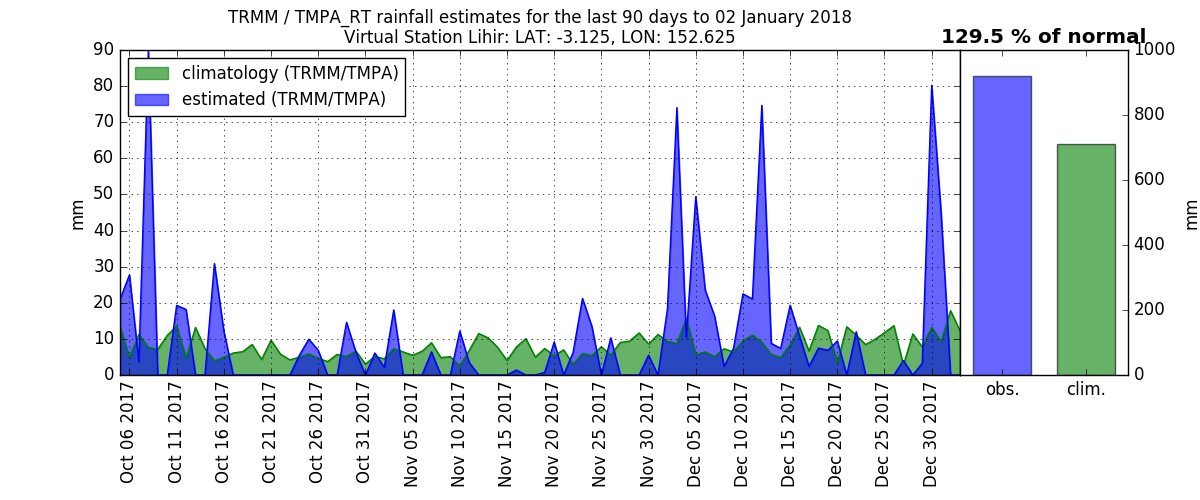 TRMM / TMPA_RT rainfall estimates for the last 90 days to 02 January 2018
Virtual Station Lihir: LAT: -3.125, LON: 152.625
129.5 % of normal
climatology (TRMM/TMPA)
estimated (TRMM/TMPA)
mm
90
80
70
60
50
40
30
20
10
0
Oct 06 2017
Oct 11 2017
Oct 16 2017
Oct 21 2017
Oct 26 2017
Oct 31 2017
Nov 05 2017
Nov 10 2017
Nov 15 2017
Nov 20 2017
Nov 25 2017
Nov 30 2017
Dec 05 2017
Dec 10 2017
Dec 15 2017
Dec 20 2017
Dec 25 2017
Dec 30 2017
obs.
clim.
1000
800
600
400
200
0
mm